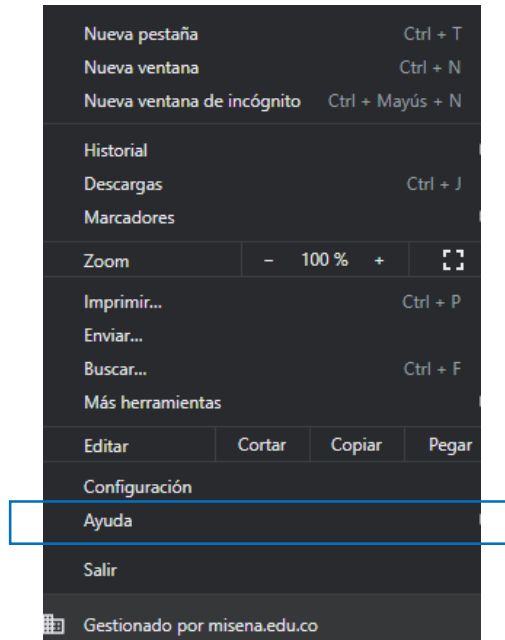 Nueva pestaña Ctrl + T
Nueva ventana Ctrl + N
Nueva ventana de incógnito Ctrl + Mayús + N
Historial
Descargas Ctrl + J
Marcadores
Zoom − 100 % +
Imprimir... Ctrl + P
Enviar...
Buscar... Ctrl + F
Más herramientas
Editar Cortar Copiar Pegar
Configuración
Ayuda
Salir
Gestionado por misena.edu.co